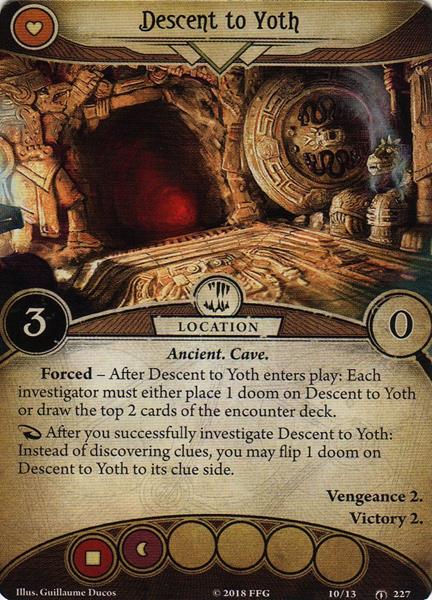 Descent to Yoth
3
LOCATION
0
Ancient. Cave.
Forced – After Descent to Yoth enters play: Each
investigator must either place 1 doom on Descent to Yoth
or draw the top 2 cards of the encounter deck.
After you successfully investigate Descent to Yoth:
Instead of discovering clues, you may flip 1 doom on
Descent to Yoth to its clue side.
Vengeance 2.
Victory 2.
Illus. Guillaume Ducos
© 2018 FFG
10/13
227